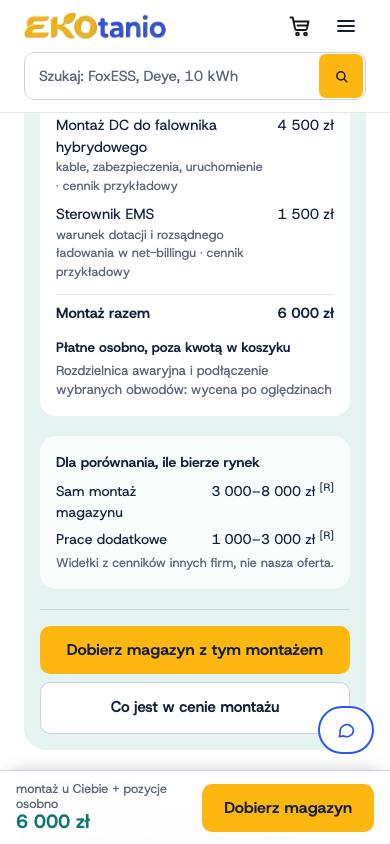 EKOtanio
Szukaj: FoxESS, Deye, 10 kWh
Montaż DC do falownika 4 500 zł
hybrydowego
kable, zabezpieczenia, uruchomienie
· cennik przykładowy
Sterownik EMS 1 500 zł
warunek dotacji i rozsądnego
ładowania w net-billingu · cennik
przykładowy
Montaż razem 6 000 zł
Płatne osobno, poza kwotą w koszyku
Rozdzielnica awaryjna i podłączenie
wybranych obwodów: wycena po oględzinach
Dla porównania, ile bierze rynek
Sam montaż 3 000–8 000 zł [R]
magazynu
Prace dodatkowe 1 000–3 000 zł [R]
Widełki z cenników innych firm, nie nasza oferta.
Dobierz magazyn z tym montażem
Co jest w cenie montażu
montaż u Ciebie + pozycje
osobno
6 000 zł
Dobierz magazyn